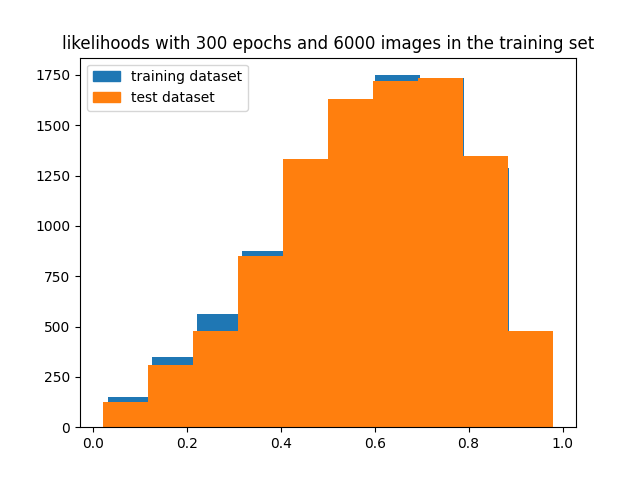 likelihoods with 300 epochs and 6000 images in the training set
training dataset
test dataset
1750
1500
1250
1000
750
500
250
0
0.0 0.2 0.4 0.6 0.8 1.0